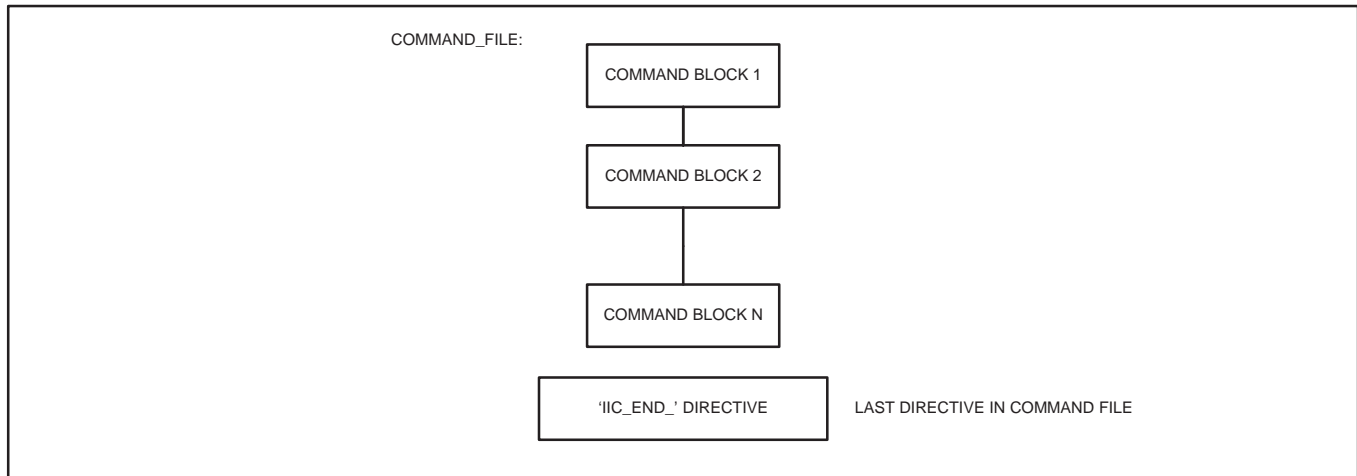 COMMAND_FILE:
COMMAND BLOCK 1
COMMAND BLOCK 2
COMMAND BLOCK N
‘IIC_END_’ DIRECTIVE
LAST DIRECTIVE IN COMMAND FILE